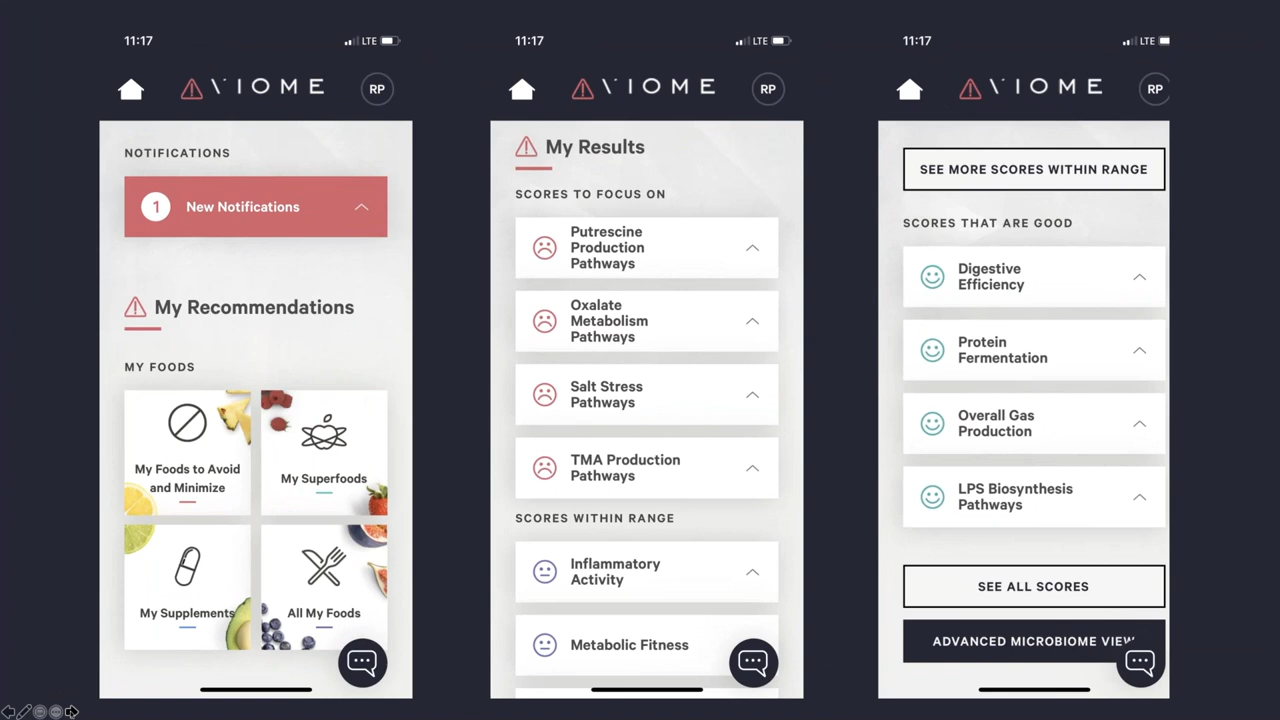 11:17
LTE
VIOME
RP
NOTIFICATIONS
1
New Notifications
My Recommendations
MY FOODS
My Foods to Avoid
and Minimize
My Superfoods
My Supplements
All My Foods
11:17
LTE
VIOME
RP
My Results
SCORES TO FOCUS ON
Putrescine
Production
Pathways
Oxalate
Metabolism
Pathways
Salt Stress
Pathways
TMA Production
Pathways
SCORES WITHIN RANGE
Inflammatory
Activity
Metabolic Fitness
11:17
LTE
VIOME
RP
SEE MORE SCORES WITHIN RANGE
SCORES THAT ARE GOOD
Digestive
Efficiency
Protein
Fermentation
Overall Gas
Production
LPS Biosynthesis
Pathways
SEE ALL SCORES
ADVANCED MICROBIOME VIEW